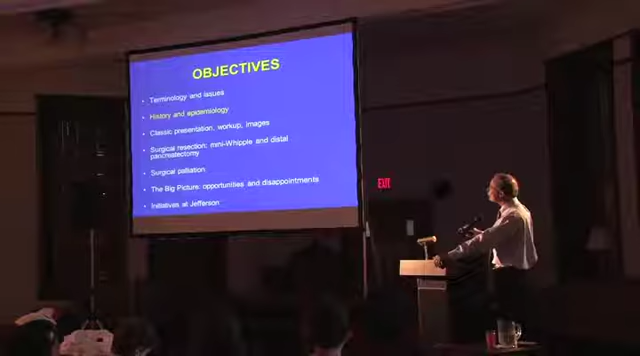 OBJECTIVES
• Terminology and issues
• History and epidemiology
• Classic presentation, workup, images
• Surgical resection: mini-Whipple and distal
pancreatectomy
• Surgical palliation
• The Big Picture: opportunities and disappointments
• Initiatives at Jefferson
EXIT